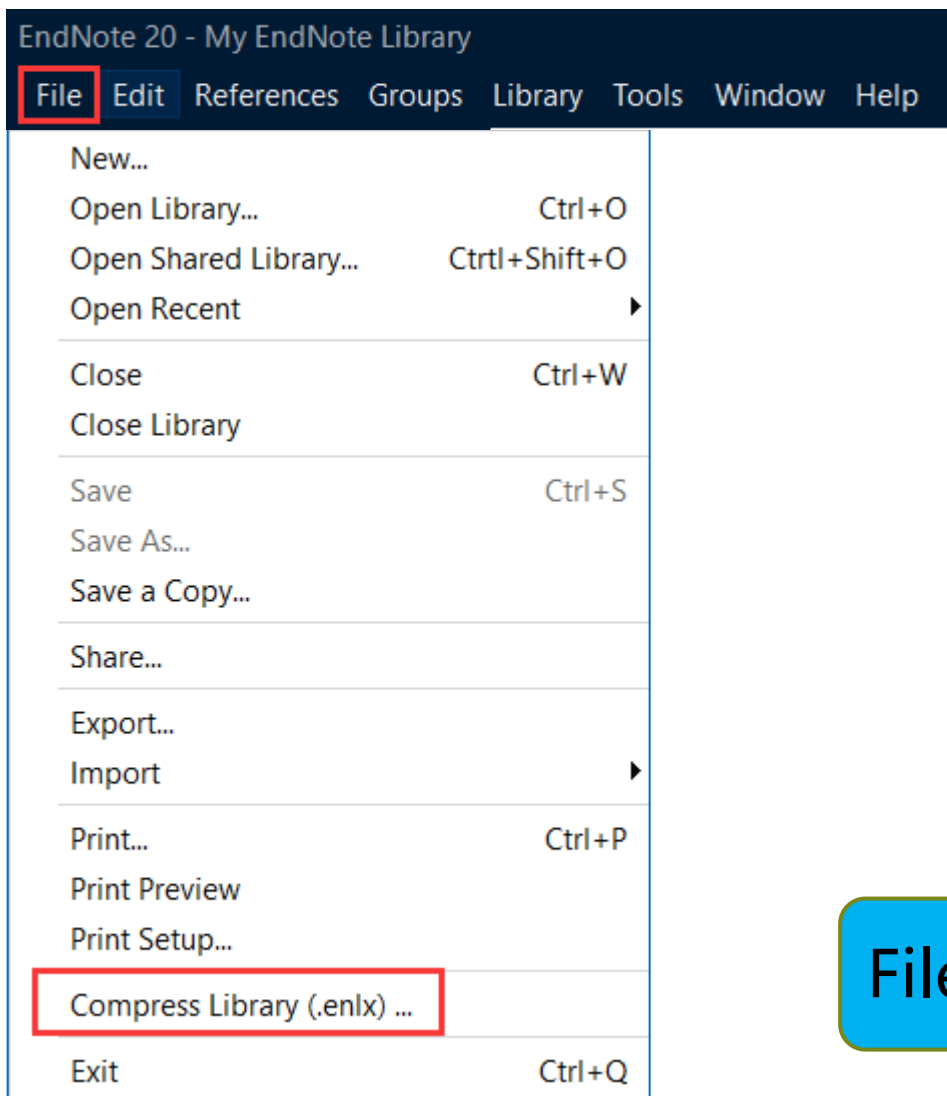 EndNote 20 - My EndNote Library
File Edit References Groups Library Tools Window Help
New...
Open Library... Ctrl+O
Open Shared Library... Ctrtl+Shift+O
Open Recent
Close Ctrl+W
Close Library
Save Ctrl+S
Save As...
Save a Copy...
Share...
Export...
Import
Print... Ctrl+P
Print Preview
Print Setup...
File
Compress Library (.enlx) ...
Exit Ctrl+Q